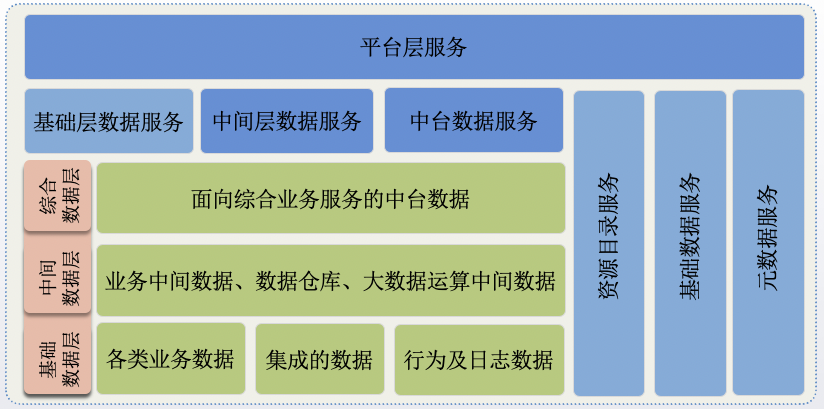 平台层服务
基础层数据服务
中间层数据服务
中台数据服务
综合
数据层
面向综合业务服务的中台数据
中间
数据层
业务中间数据、数据仓库、大数据运算中间数据
基础
数据层
各类业务数据
集成的数据
行为及日志数据
资源目录服务
基础数据服务
元数据服务